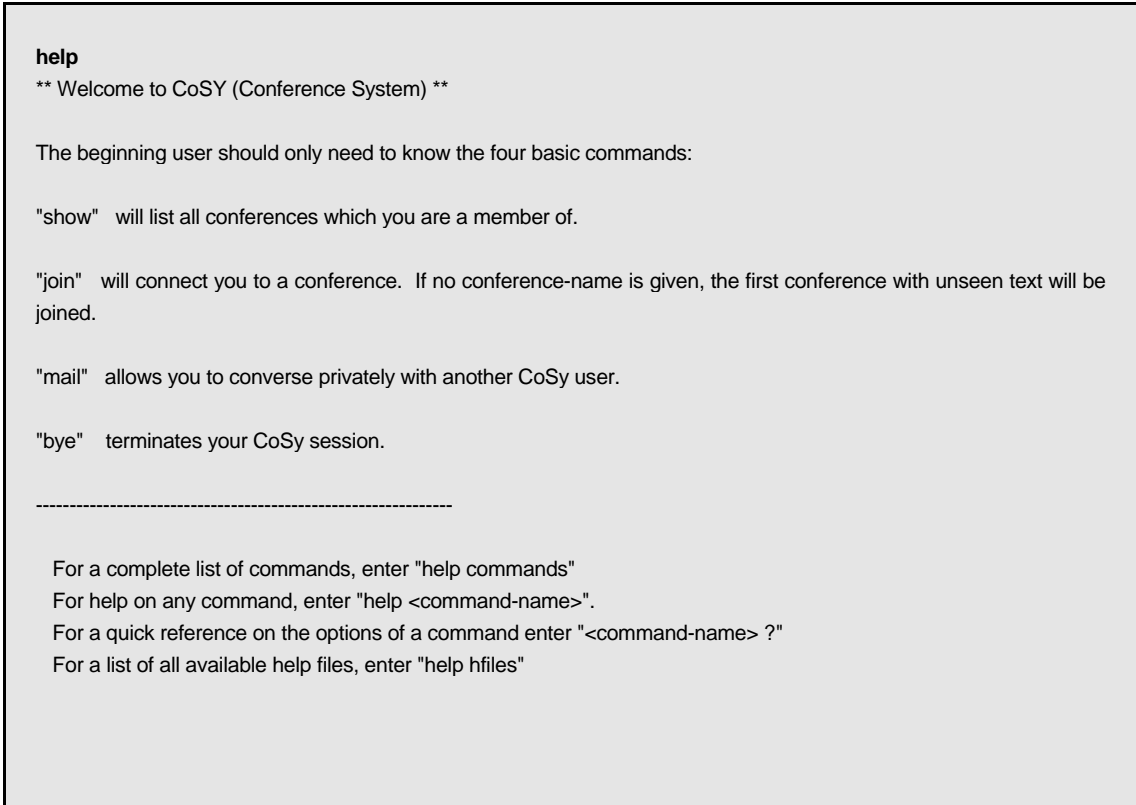 help
** Welcome to CoSY (Conference System) **
The beginning user should only need to know the four basic commands:
"show"   will list all conferences which you are a member of.
"join"   will connect you to a conference.  If no conference-name is given, the first conference with unseen text will be
joined.
"mail"   allows you to converse privately with another CoSy user.
"bye"    terminates your CoSy session.
--------------------------------------------------------------
For a complete list of commands, enter "help commands"
For help on any command, enter "help <command-name>".
For a quick reference on the options of a command enter "<command-name> ?"
For a list of all available help files, enter "help hfiles"